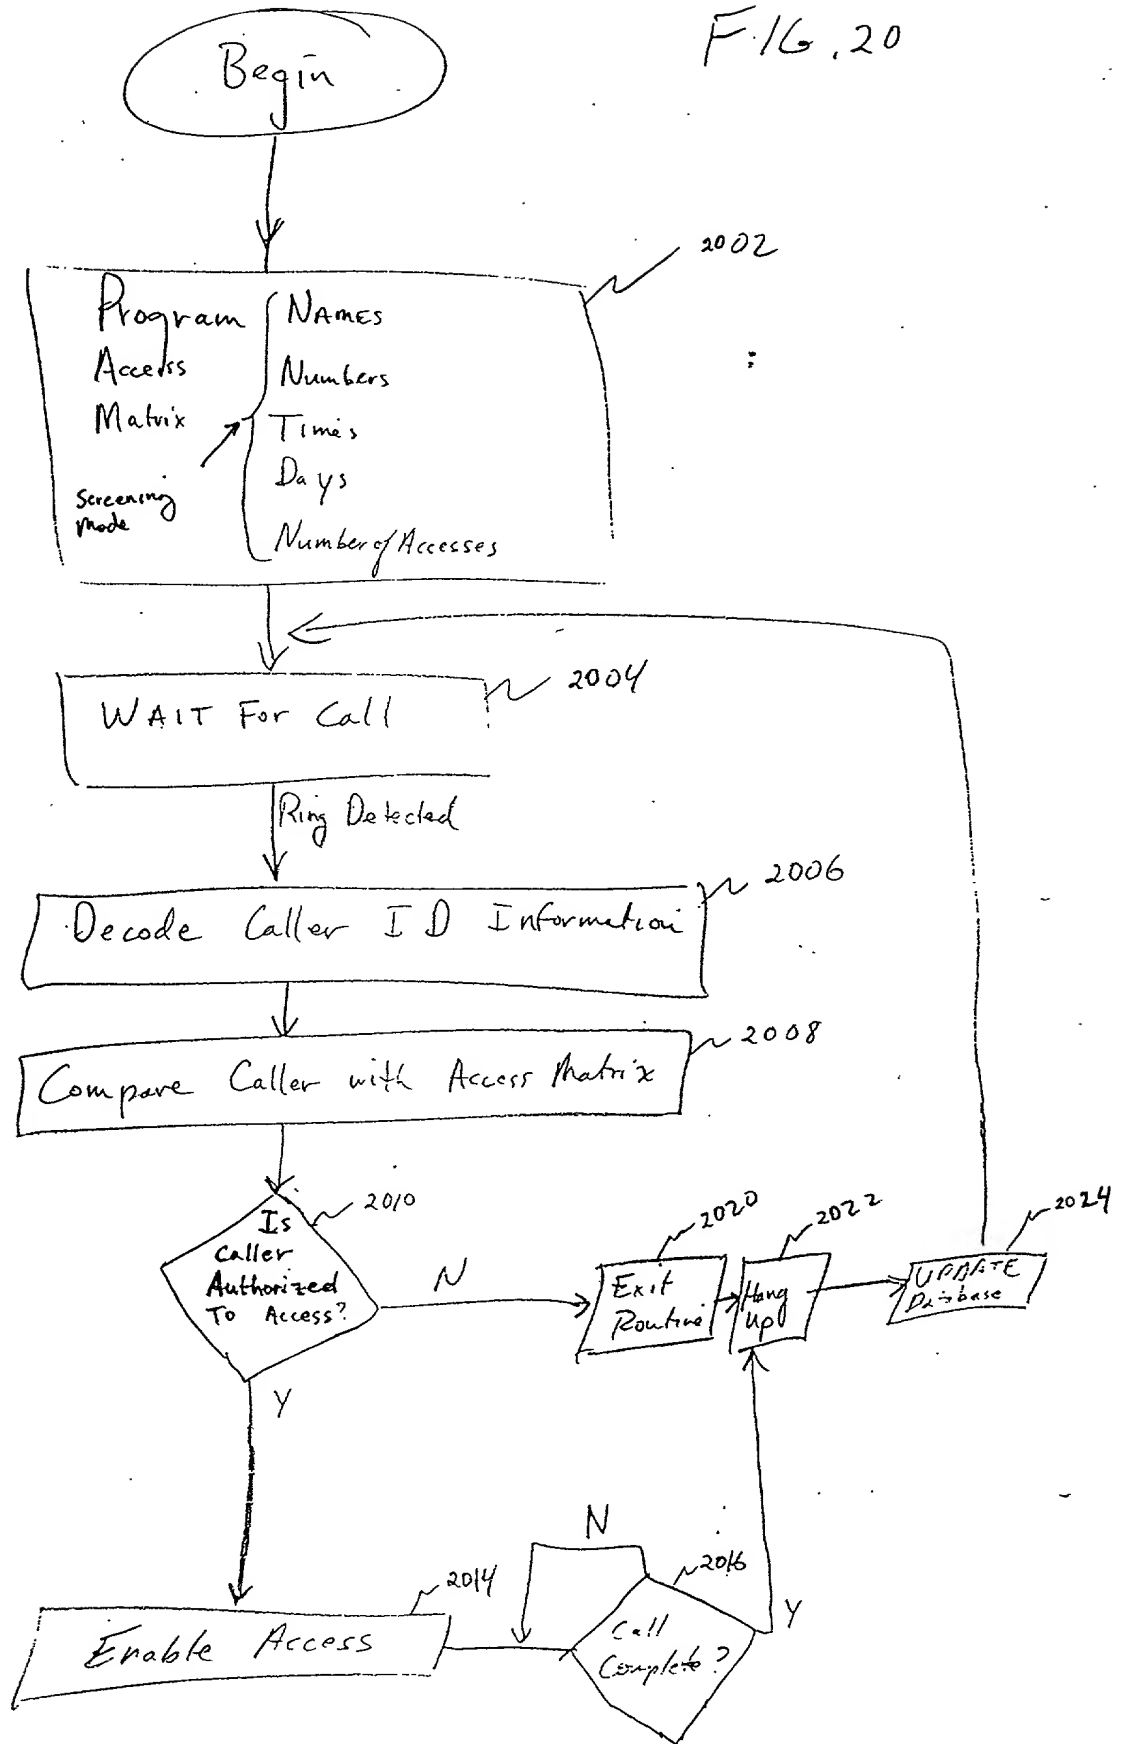 FIG. 20
Begin
2002
Program
Access
Matrix
Screening
Mode
NAMES
Numbers
Times
Days
Number of Accesses
2004
WAIT For Call
Ring Detected
2006
Decode Caller ID Information
2008
Compare Caller with Access Matrix
2010
Is
Caller
Authorized
To Access?
N
Y
2020
Exit
Routine
2022
Hang
Up
2024
UPDATE
Database
2014
Enable Access
N
2016
Call
Complete?
Y